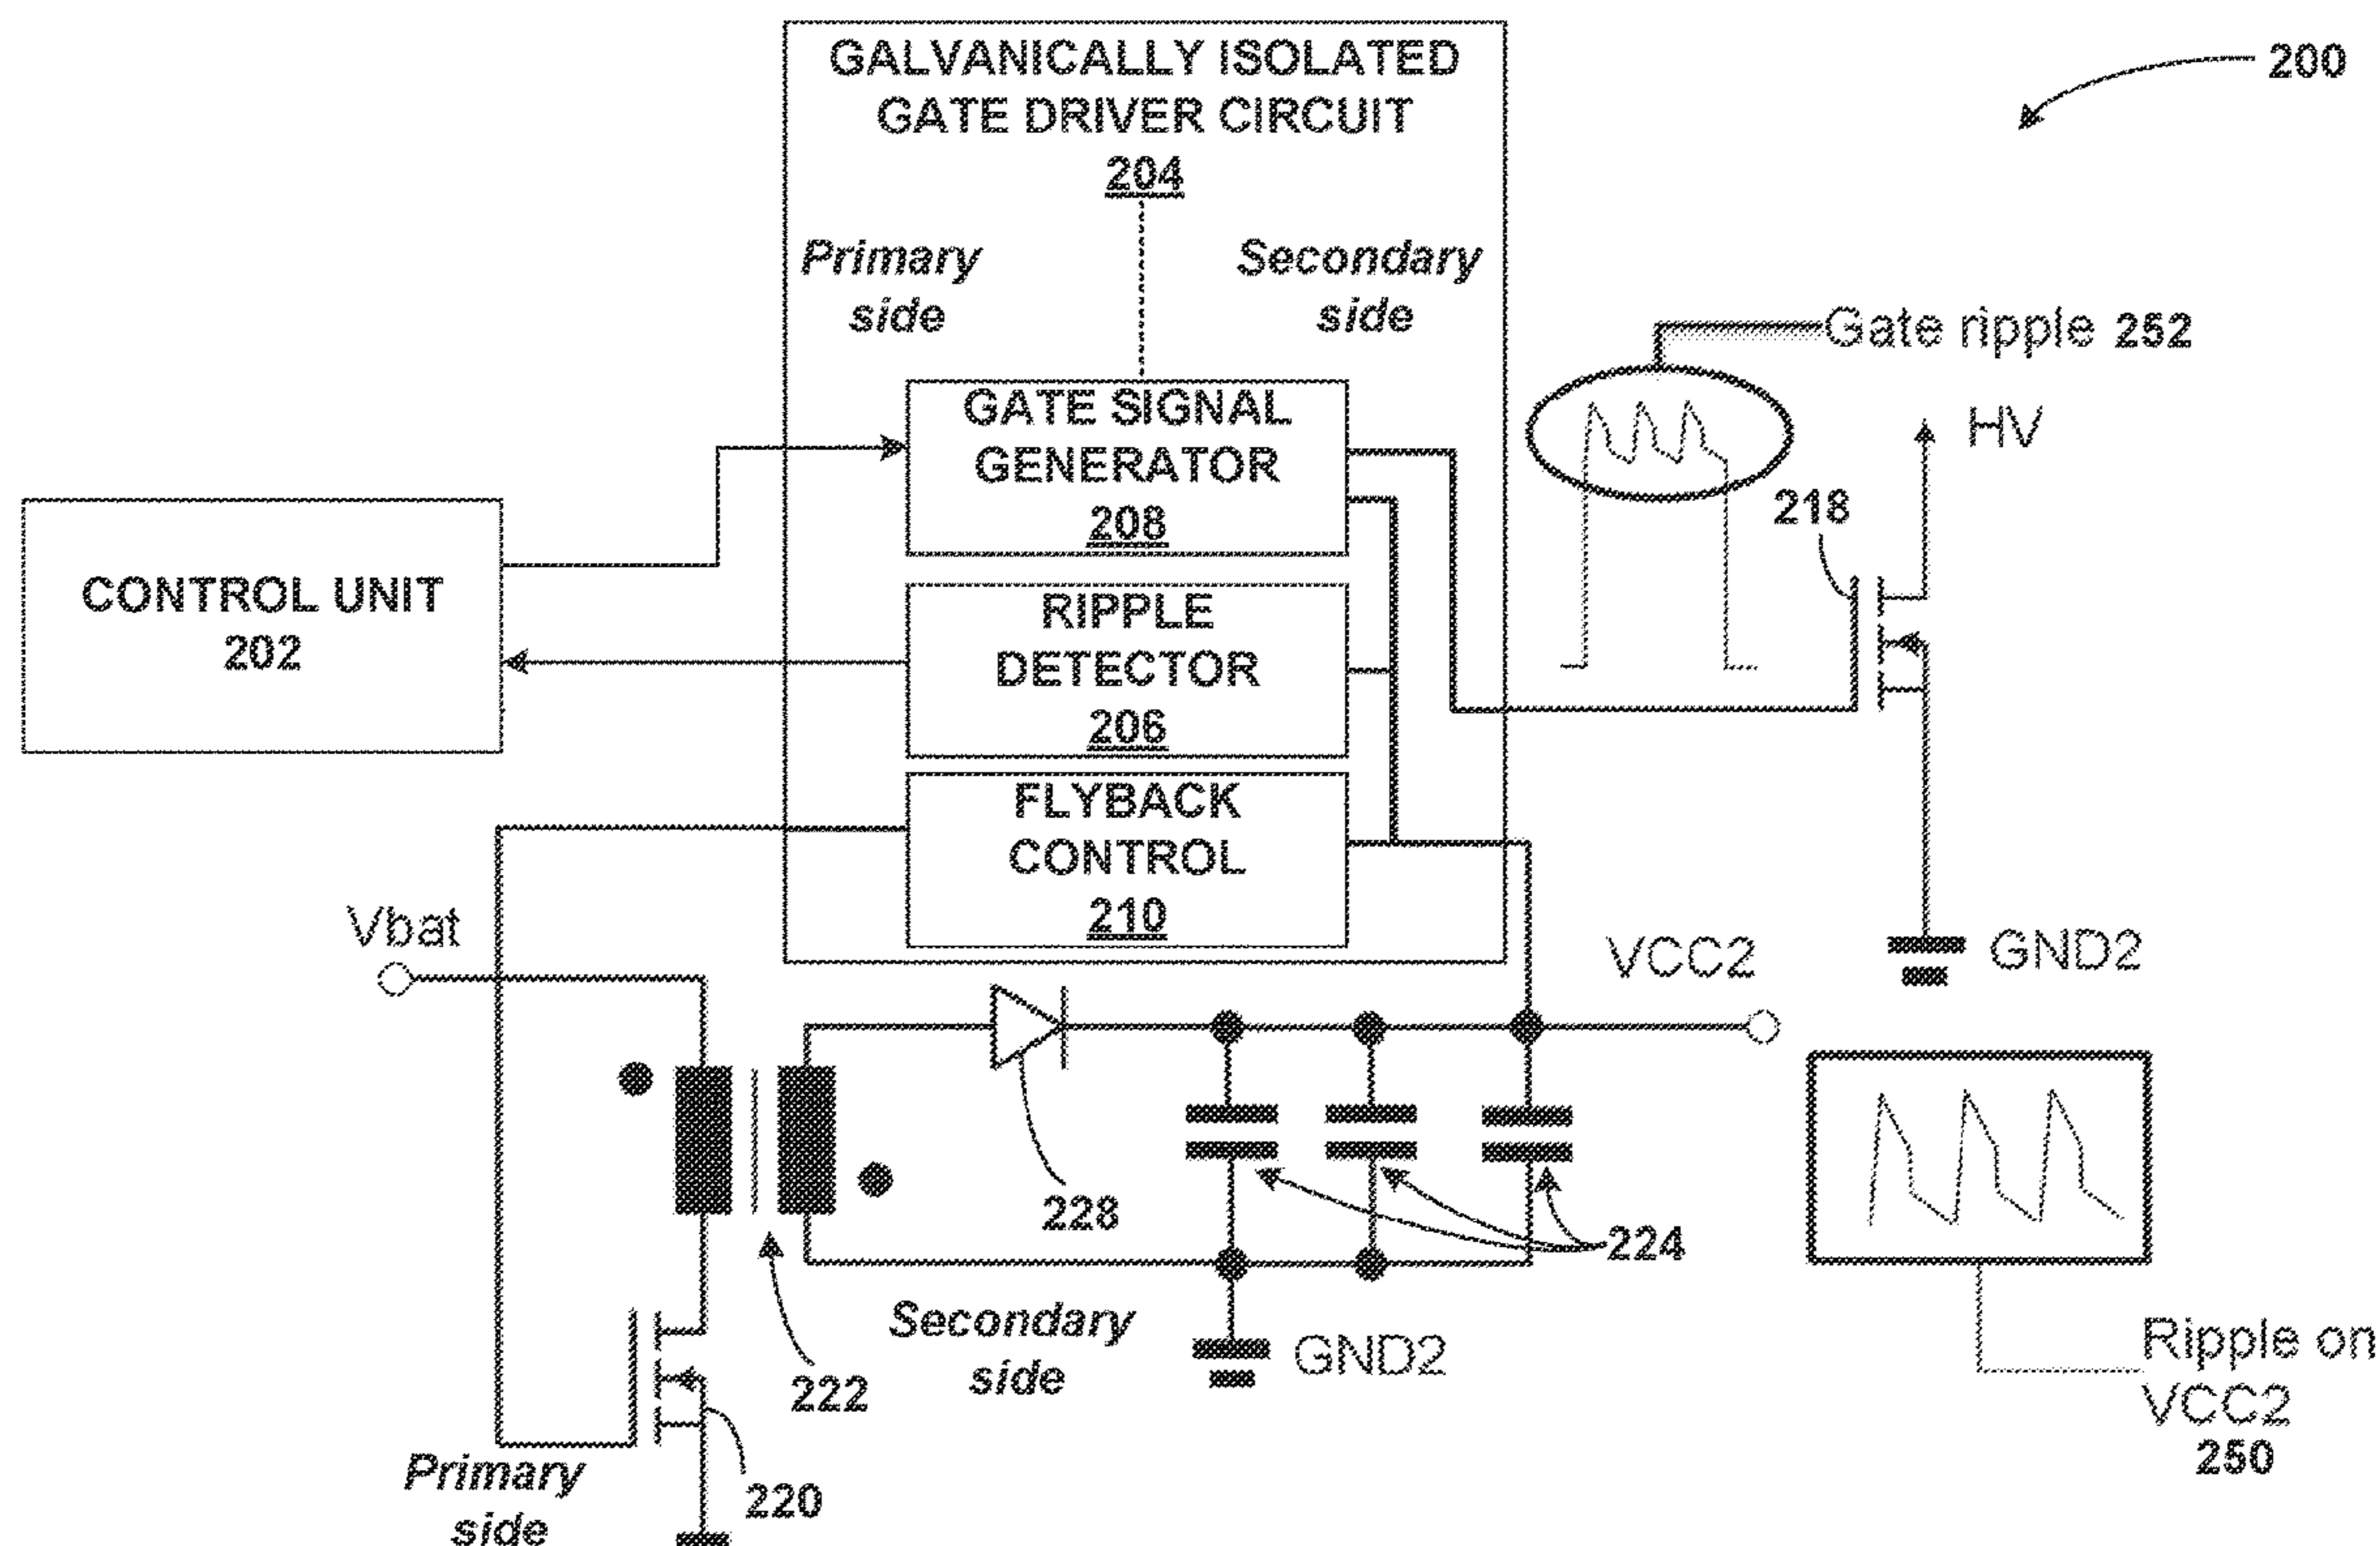 GALVANICALLY ISOLATED
GATE DRIVER CIRCUIT
204
200
Primary
side
Secondary
side
Gate ripple 252
HV
GATE SIGNAL
GENERATOR
208
218
CONTROL UNIT
202
RIPPLE
DETECTOR
206
FLYBACK
CONTROL
210
Vbat
VCC2
GND2
228
224
222
Secondary
side
GND2
Ripple on
VCC2
250
220
Primary
side